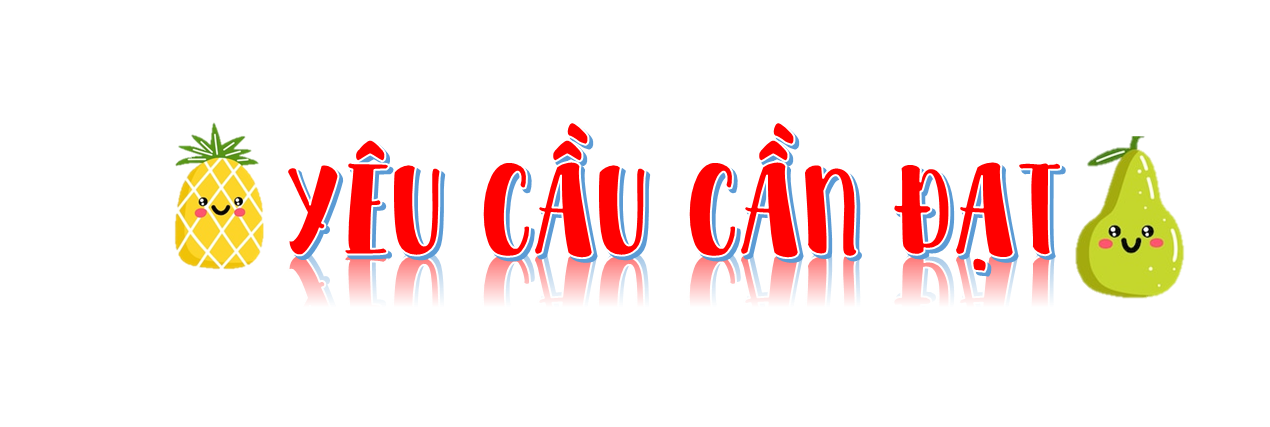 YÊU CẦU CẦN ĐẠT